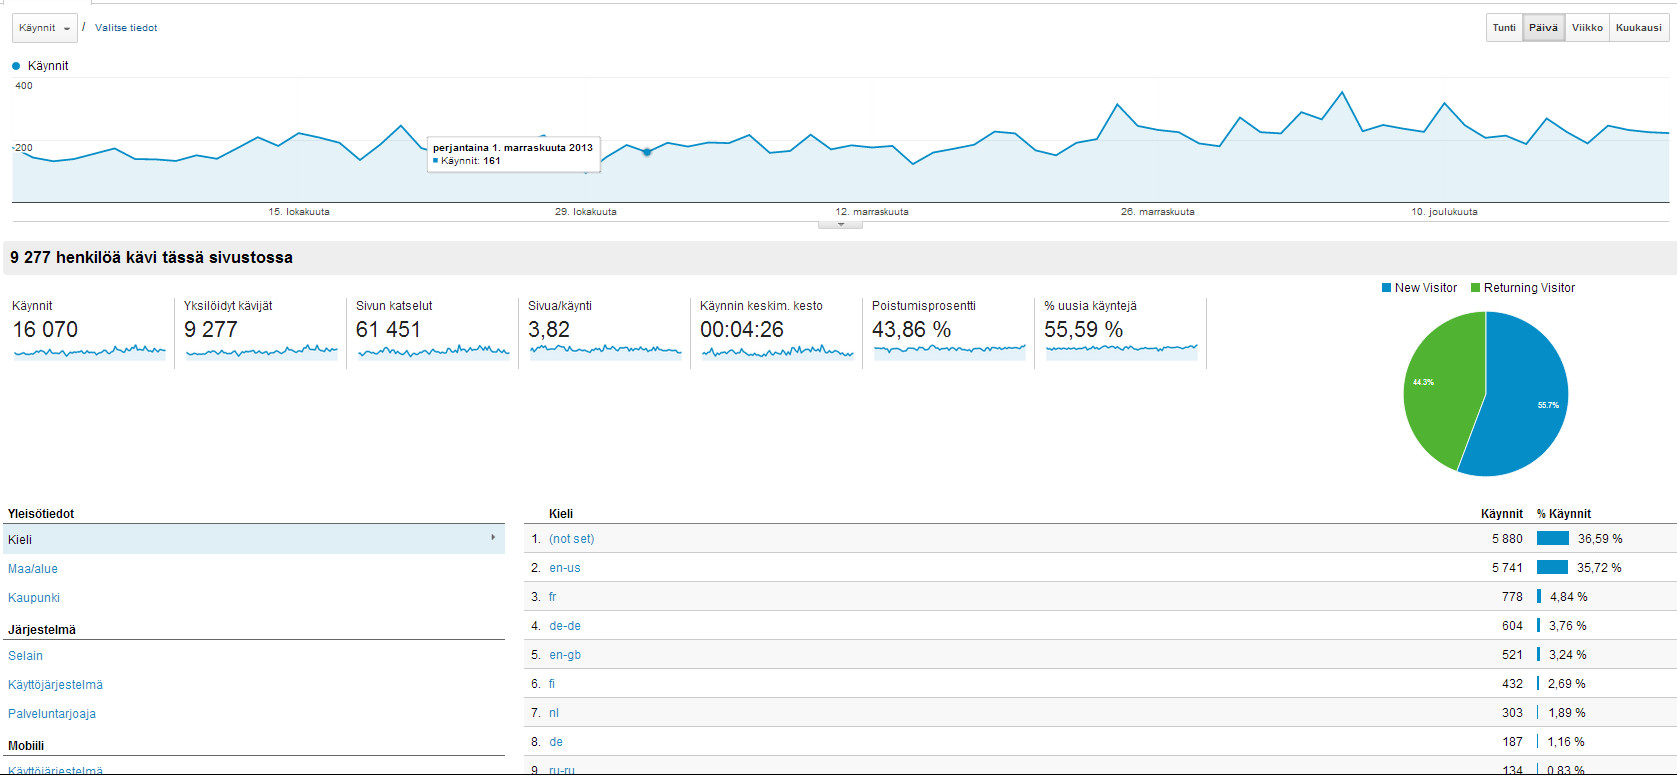 Käynnit / Valitse tiedot
Tunti Päivä Viikko Kuukausi
Käynnit
400
200
perjantaina 1. marraskuuta 2013
Käynnit: 161
15. lokakuuta 29. lokakuuta 12. marraskuuta 26. marraskuuta 10. joulukuuta
9 277 henkilöä kävi tässä sivustossa
Käynnit
16 070
Yksilöidyt kävijät
9 277
Sivun katselut
61 451
Sivua/käynti
3,82
Käynnin keskim. kesto
00:04:26
Poistumisprosentti
43,86 %
% uusia käyntejä
55,59 %
New Visitor Returning Visitor
44.3%
55.7%
Yleisötiedot
Kieli
Maa/alue
Kaupunki
Järjestelmä
Selain
Käyttöjärjestelmä
Palveluntarjoaja
Mobiili
Käyttöjärjestelmä
Kieli Käynnit % Käynnit
1. (not set) 5 880 36,59 %
2. en-us 5 741 35,72 %
3. fr 778 4,84 %
4. de-de 604 3,76 %
5. en-gb 521 3,24 %
6. fi 432 2,69 %
7. nl 303 1,89 %
8. de 187 1,16 %
9. ru-ru 134 0,83 %